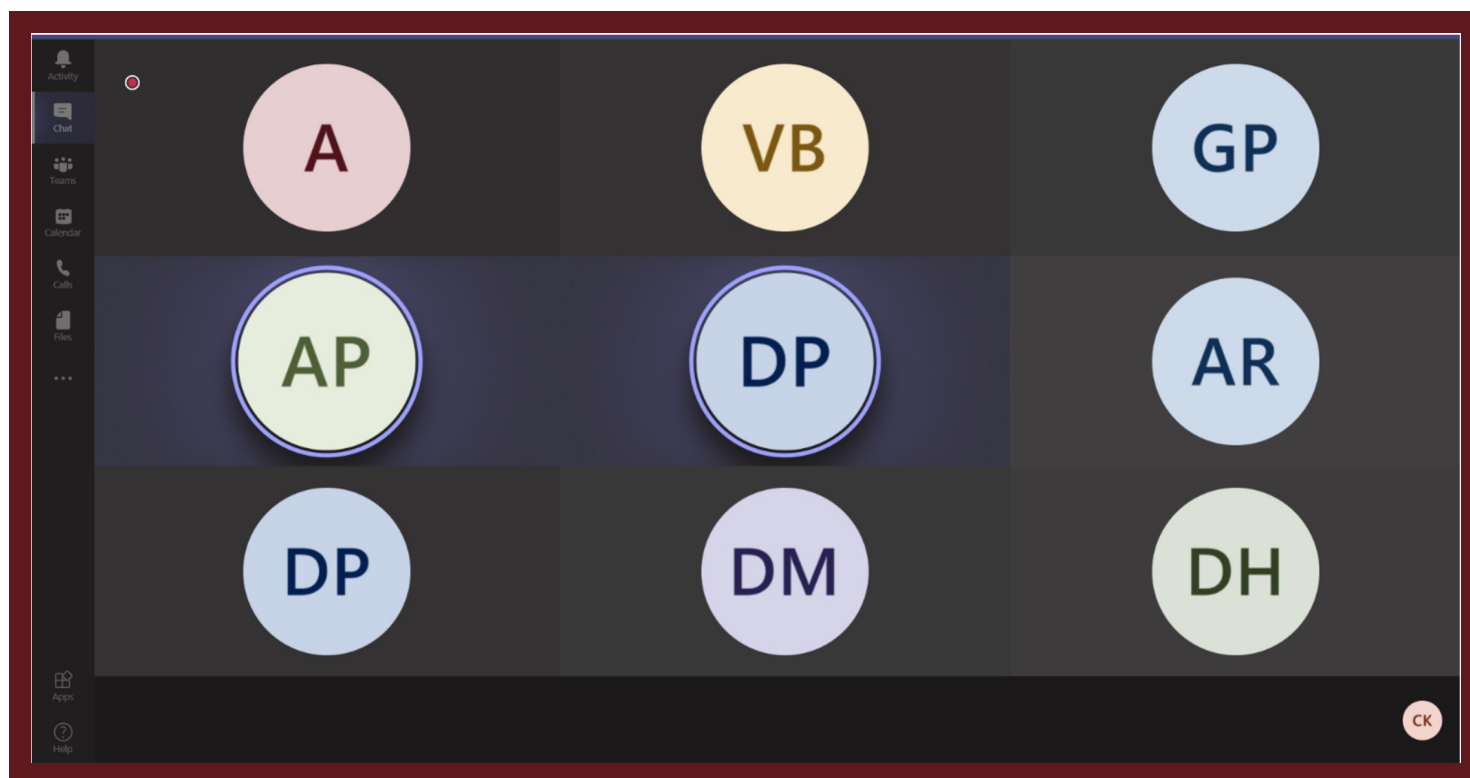 Activity
Chat
Teams
Calendar
Calls
Files
Apps
Help
A
VB
GP
AP
DP
AR
DP
DM
DH
CK